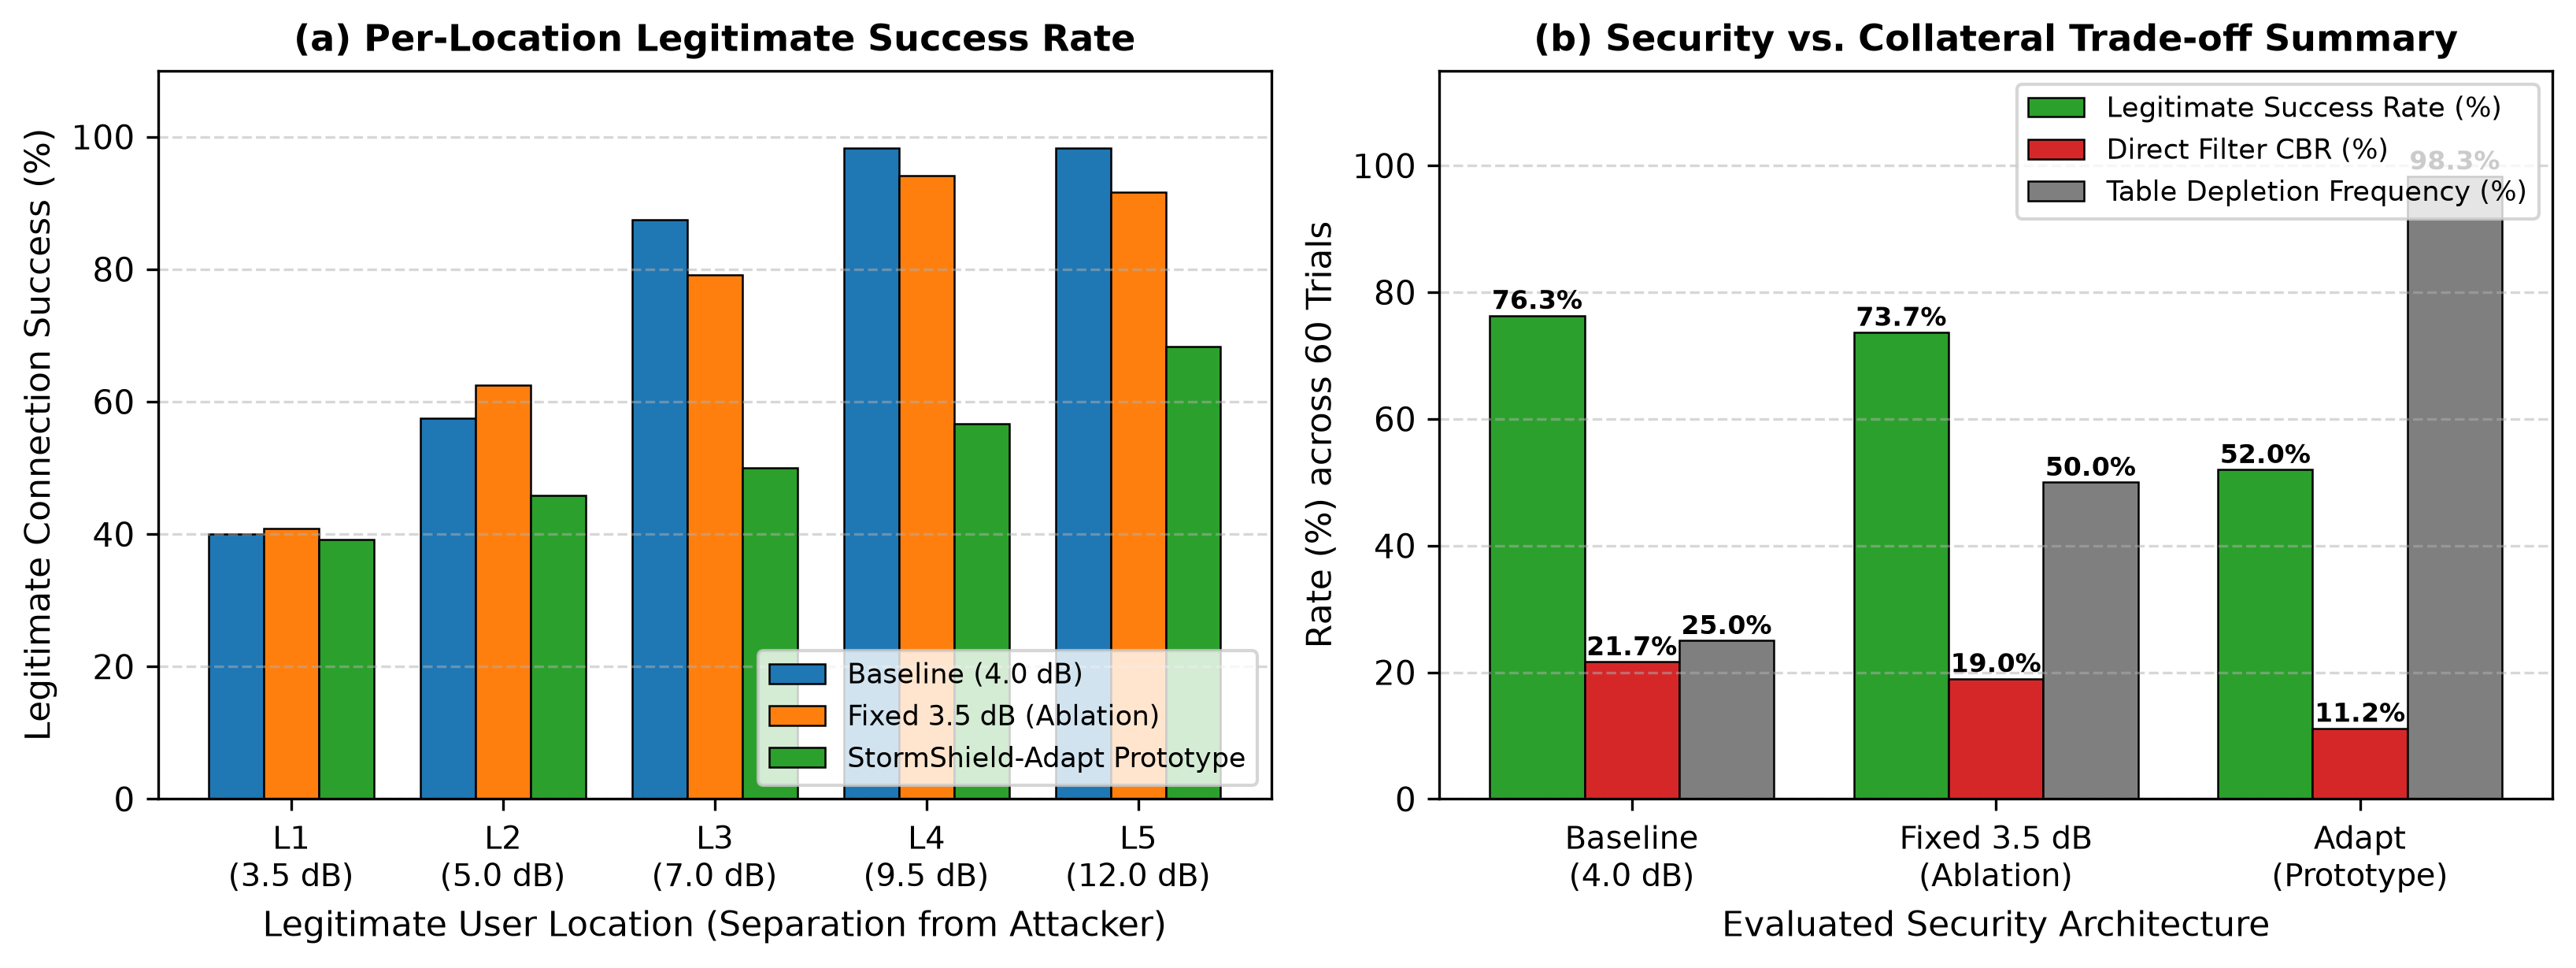 (a) Per-Location Legitimate Success Rate
Legitimate Connection Success (%)
100
80
60
40
20
0
Baseline (4.0 dB)
Fixed 3.5 dB (Ablation)
StormShield-Adapt Prototype
L1
(3.5 dB)
L2
(5.0 dB)
L3
(7.0 dB)
L4
(9.5 dB)
L5
(12.0 dB)
Legitimate User Location (Separation from Attacker)
(b) Security vs. Collateral Trade-off Summary
Rate (%) across 60 Trials
100
80
60
40
20
0
Legitimate Success Rate (%)
Direct Filter CBR (%)
Table Depletion Frequency (%)
76.3%
21.7%
25.0%
73.7%
19.0%
50.0%
52.0%
11.2%
98.3%
Baseline
(4.0 dB)
Fixed 3.5 dB
(Ablation)
Adapt
(Prototype)
Evaluated Security Architecture